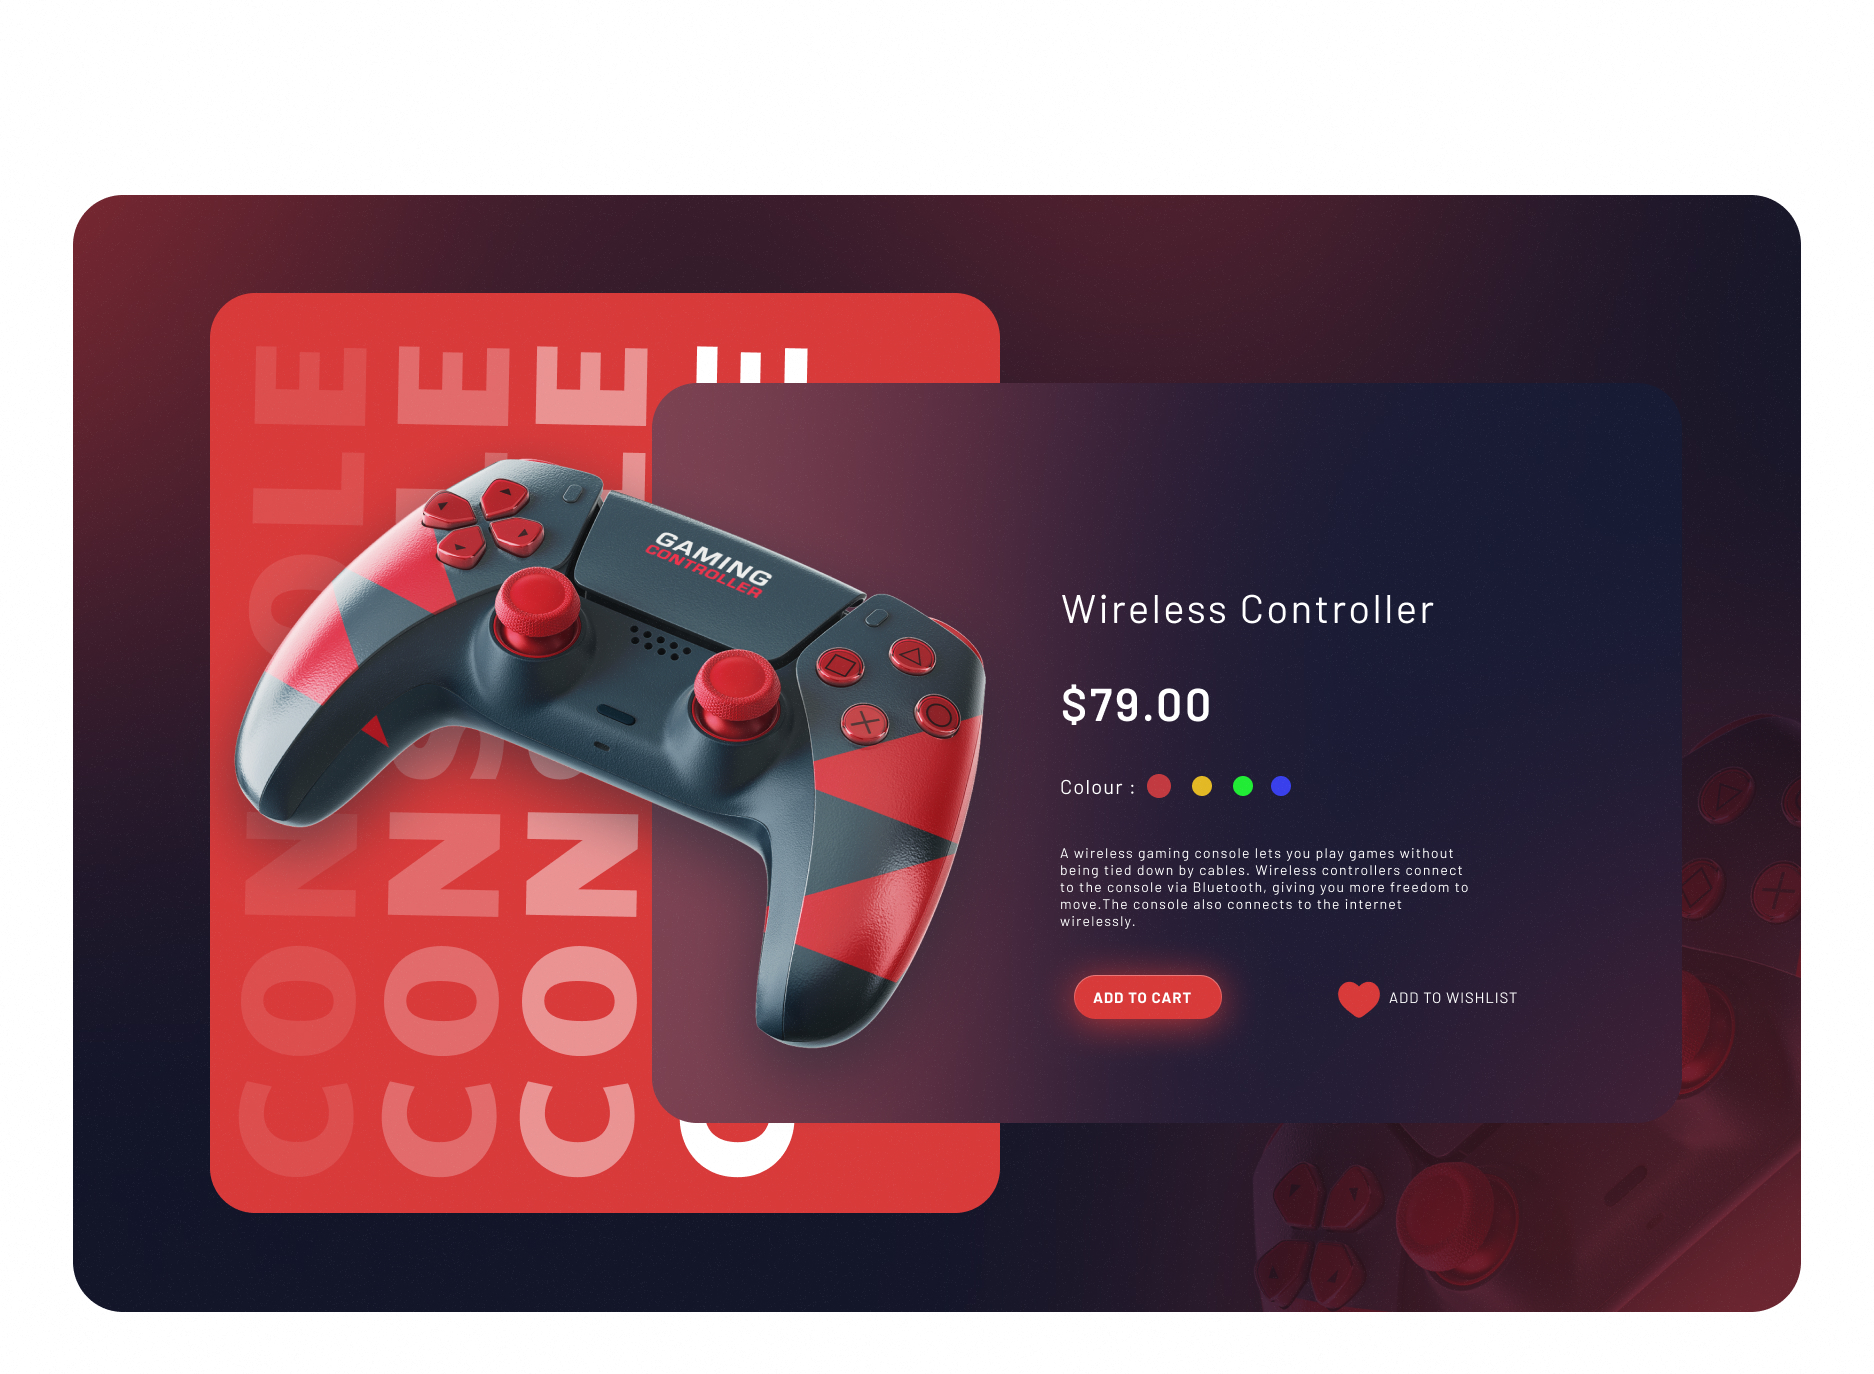 CONSOLE
CONSOLE
CONSOLE
GAMING
CONTROLLER
Wireless Controller
$79.00
Colour :
A wireless gaming console lets you play games without
being tied down by cables. Wireless controllers connect
to the console via Bluetooth, giving you more freedom to
move.The console also connects to the internet
wirelessly.
ADD TO CART
ADD TO WISHLIST